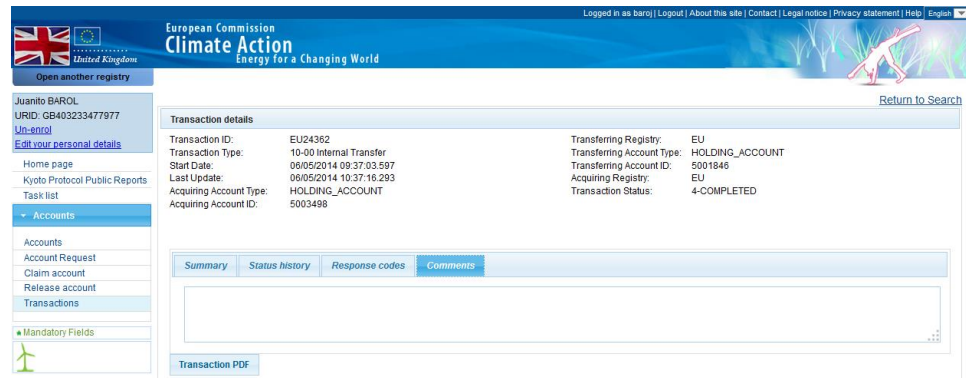 Logged in as baroj | Logout | About this site | Contact | Legal notice | Privacy statement | Help English
European Commission
Climate Action
Energy for a Changing World
United Kingdom
Open another registry
Return to Search
Juanito BAROL
URID: GB403233477977
Un-enrol
Edit your personal details
Home page
Kyoto Protocol Public Reports
Task list
Accounts
Accounts
Account Request
Claim account
Release account
Transactions
Mandatory Fields
Transaction details
Transaction ID: EU24362 Transferring Registry: EU
Transaction Type: 10-00 Internal Transfer Transferring Account Type: HOLDING_ACCOUNT
Start Date: 06/05/2014 09:37:03.597 Transferring Account ID: 5001846
Last Update: 06/05/2014 10:37:16.293 Acquiring Registry: EU
Acquiring Account Type: HOLDING_ACCOUNT Transaction Status: 4-COMPLETED
Acquiring Account ID: 5003498
Summary Status history Response codes Comments
Transaction PDF